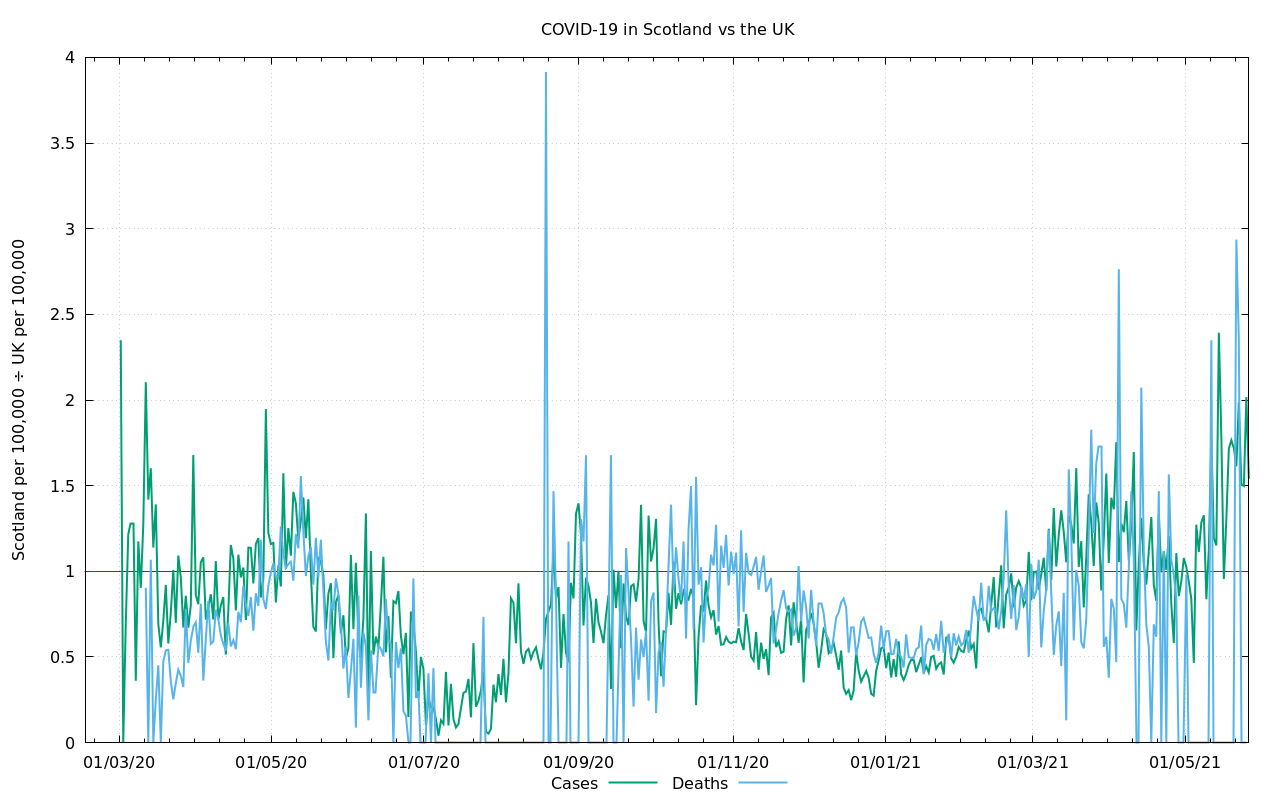 COVID-19 in Scotland vs the UK
Scotland per 100,000 ÷ UK per 100,000
4
3.5
3
2.5
2
1.5
1
0.5
0
01/03/20 01/05/20 01/07/20 01/09/20 01/11/20 01/01/21 01/03/21 01/05/21
Cases Deaths